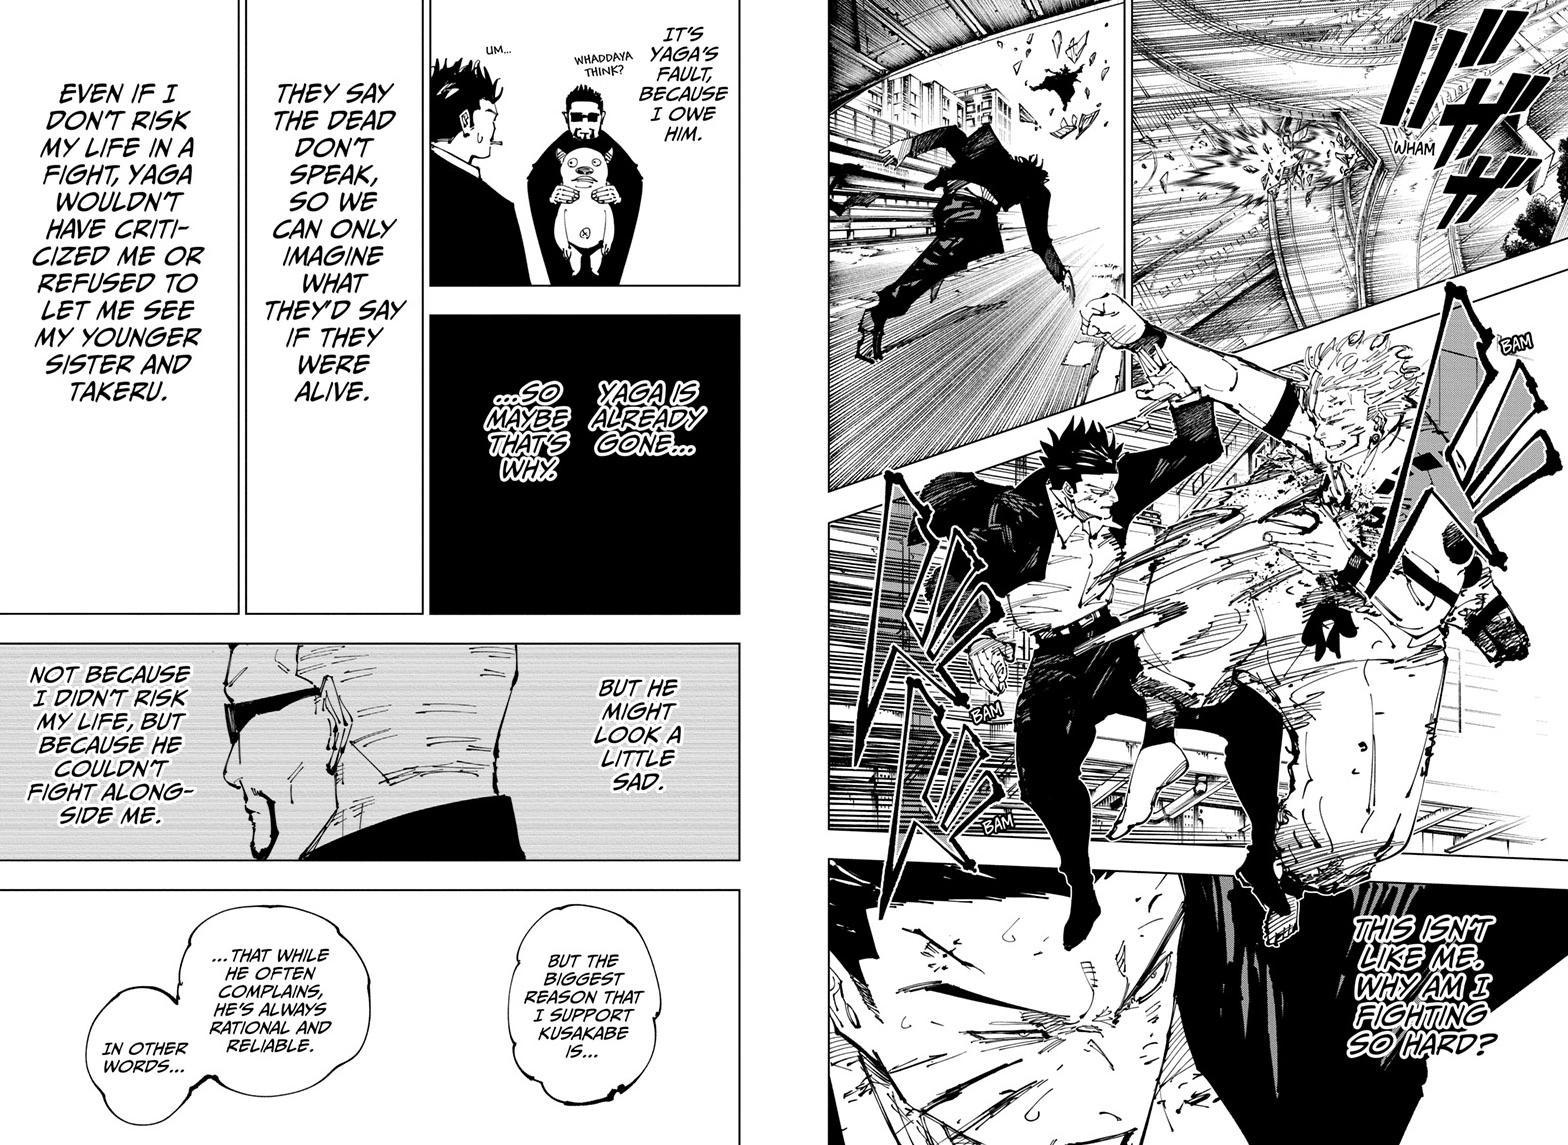 WHAM
BAM
BAM
BAM
THIS ISN'T
LIKE ME.
WHY AM I
FIGHTING
SO HARD?
IT'S
YAGA'S
FAULT,
BECAUSE
I OWE
HIM.
WHADDAYA
THINK?
UM...
YAGA IS
ALREADY
GONE...
...SO
MAYBE
THAT'S
WHY.
THEY SAY
THE DEAD
DON'T
SPEAK,
SO WE
CAN ONLY
IMAGINE
WHAT
THEY'D SAY
IF THEY
WERE
ALIVE.
EVEN IF I
DON'T RISK
MY LIFE IN A
FIGHT, YAGA
WOULDN'T
HAVE CRITI-
CIZED ME OR
REFUSED TO
LET ME SEE
MY YOUNGER
SISTER AND
TAKERU.
BUT HE
MIGHT
LOOK A
LITTLE
SAD.
NOT BECAUSE
I DIDN'T RISK
MY LIFE, BUT
BECAUSE HE
COULDN'T
FIGHT ALONG-
SIDE ME.
BUT THE
BIGGEST
REASON THAT
I SUPPORT
KUSAKABE
IS...
...THAT WHILE
HE OFTEN
COMPLAINS,
HE'S ALWAYS
RATIONAL AND
RELIABLE.
IN OTHER
WORDS...